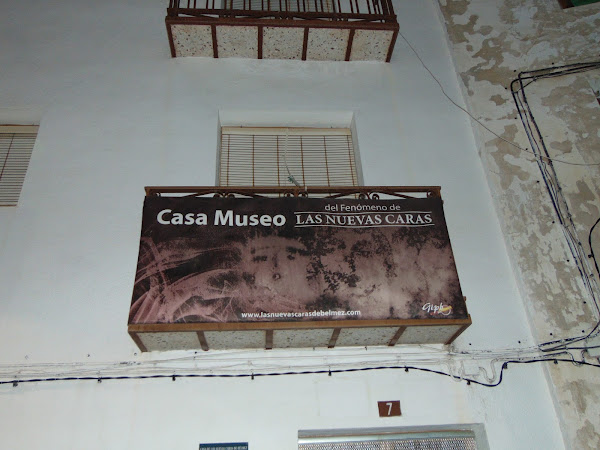 Casa Museo
del Fenómeno de
LAS NUEVAS CARAS
www.lasnuevascarasdebelmez.com
7